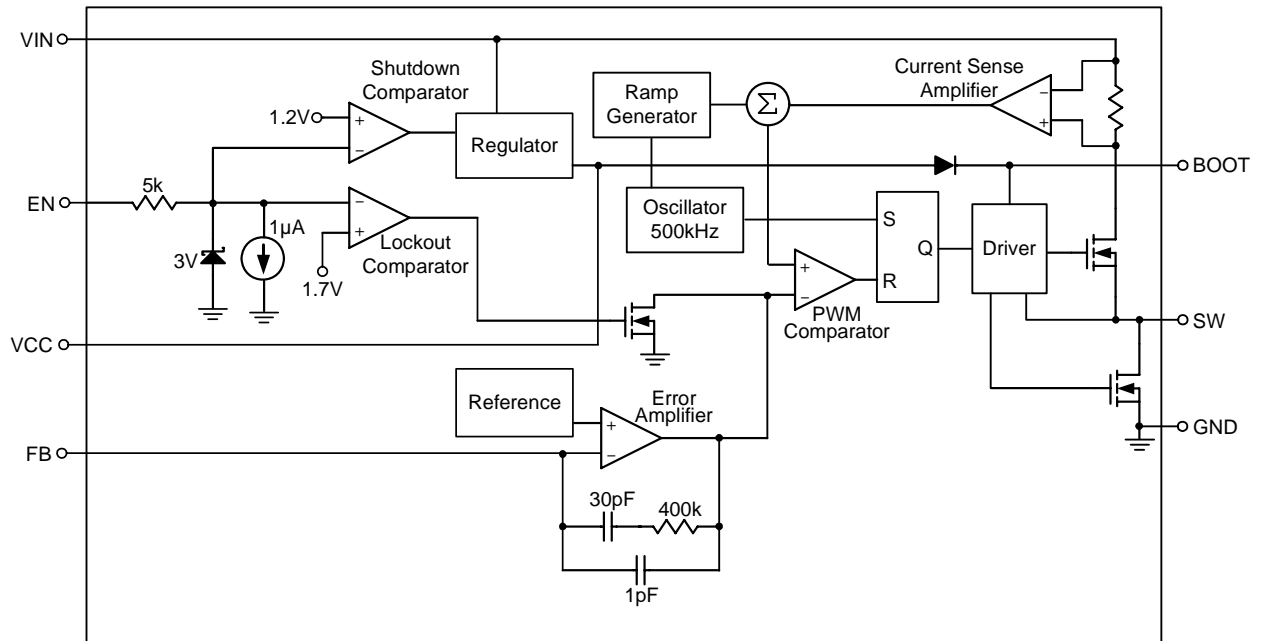 VIN
Shutdown
Comparator
1.2V
+
−
Regulator
Ramp
Generator
Σ
Current Sense
Amplifier
−
+
BOOT
EN
5k
3V
1µA
−
+
1.7V
Lockout
Comparator
Oscillator
500kHz
S
Q
R
Driver
+
−
PWM
Comparator
SW
VCC
Reference
Error
Amplifier
+
−
GND
FB
30pF
400k
1pF